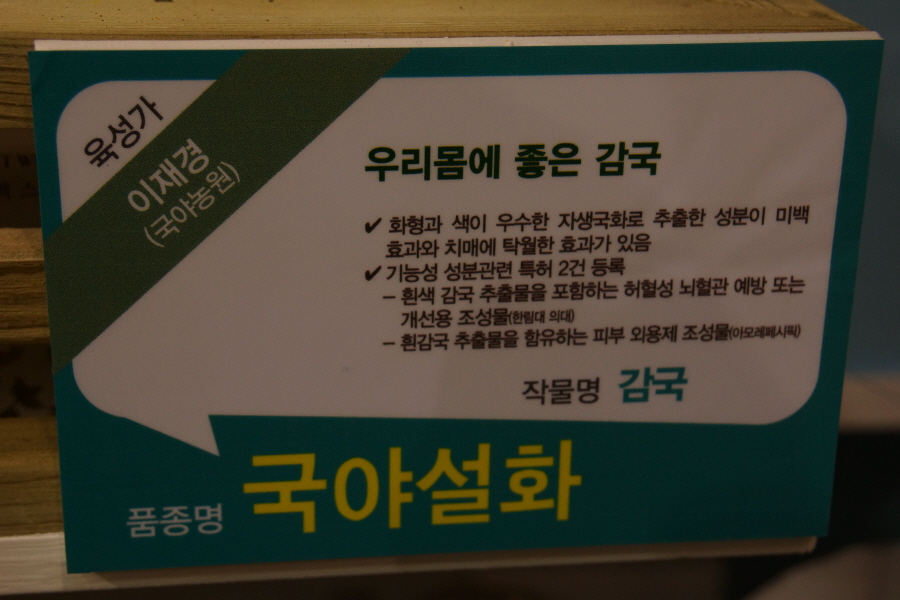 육성가
이재경
(국야농원)
우리몸에 좋은 감국
✔ 화형과 색이 우수한 자생국화로 추출한 성분이 미백
효과와 치매에 탁월한 효과가 있음
✔ 기능성 성분관련 특허 2건 등록
– 흰색 감국 추출물을 포함하는 허혈성 뇌혈관 예방 또는
개선용 조성물(한림대 의대)
– 흰감국 추출물을 함유하는 피부 외용제 조성물(아모레퍼시픽)
작물명 감국
품종명 국야설화